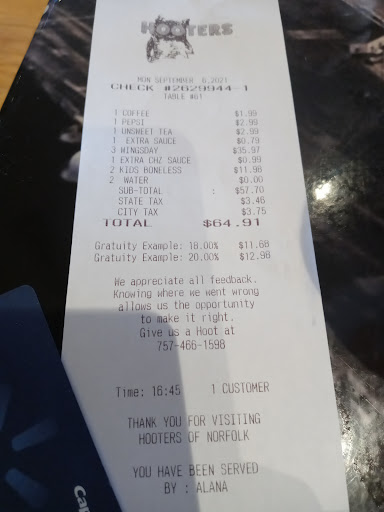 HOOTERS
MON SEPTEMBER 6,2021
CHECK #2629944-1
TABLE #61
1 COFFEE $1.99
1 PEPSI $2.99
1 UNSWEET TEA $2.99
1 EXTRA SAUCE $0.79
3 WINGSDAY $35.97
1 EXTRA CHZ SAUCE $0.99
2 KIDS BONELESS $11.98
2 WATER $0.00
SUB-TOTAL : $57.70
STATE TAX $3.46
CITY TAX $3.75
TOTAL $64.91
Gratuity Example: 18.00% $11.68
Gratuity Example: 20.00% $12.98
We appreciate all feedback.
Knowing where we went wrong
allows us the opportunity
to make it right.
Give us a Hoot at
757-466-1598
Time: 16:45 1 CUSTOMER
THANK YOU FOR VISITING
HOOTERS OF NORFOLK
YOU HAVE BEEN SERVED
BY : ALANA
Cap